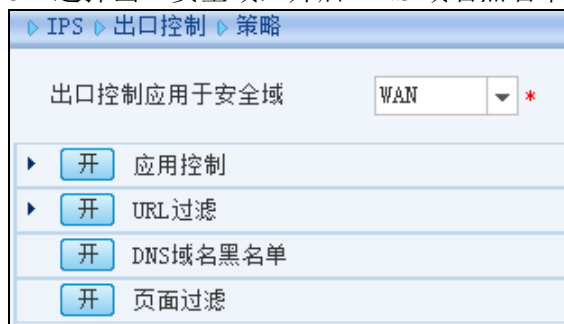 IPS 出口控制 策略
出口控制应用于安全域 WAN *
开 应用控制
开 URL过滤
开 DNS域名黑名单
开 页面过滤